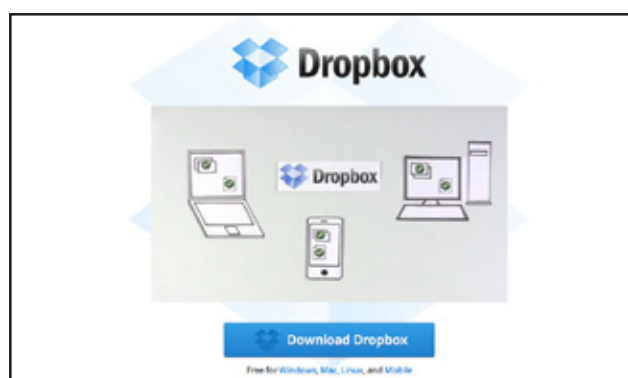 Dropbox
Dropbox
Download Dropbox
Free for Windows, Mac, Linux, and Mobile